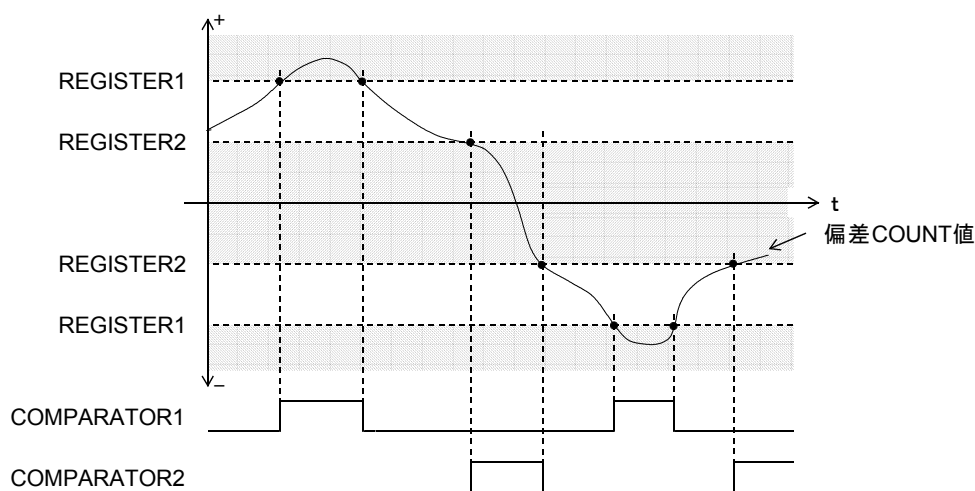 +
REGISTER1
REGISTER2
t
偏差COUNT値
REGISTER2
REGISTER1
−
COMPARATOR1
COMPARATOR2